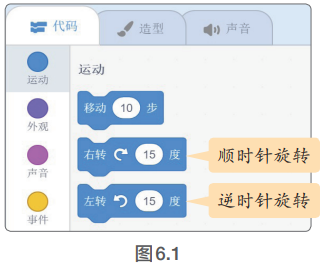 代码 造型 声音
运动
运动
移动 10 步
外观
右转 15 度 顺时针旋转
声音
左转 15 度 逆时针旋转
事件
图6.1